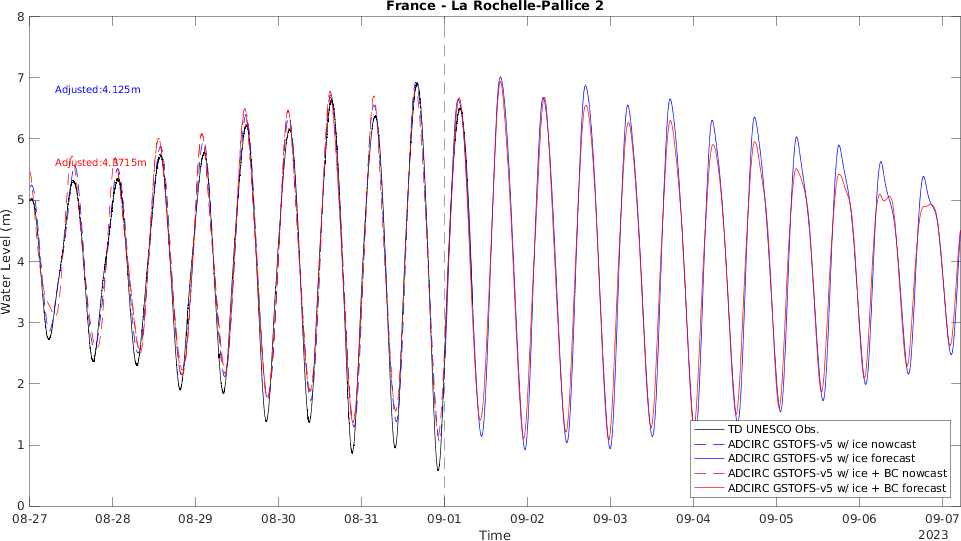 France - La Rochelle-Pallice 2
8
7
6
5
4
3
2
1
0
Water Level (m)
Adjusted:4.125m
Adjusted:4.3715m
TD UNESCO Obs.
ADCIRC GSTOFS-v5 w/ ice nowcast
ADCIRC GSTOFS-v5 w/ ice forecast
ADCIRC GSTOFS-v5 w/ ice + BC nowcast
ADCIRC GSTOFS-v5 w/ ice + BC forecast
08-27
08-28
08-29
08-30
08-31
09-01
09-02
09-03
09-04
09-05
09-06
09-07
Time
2023